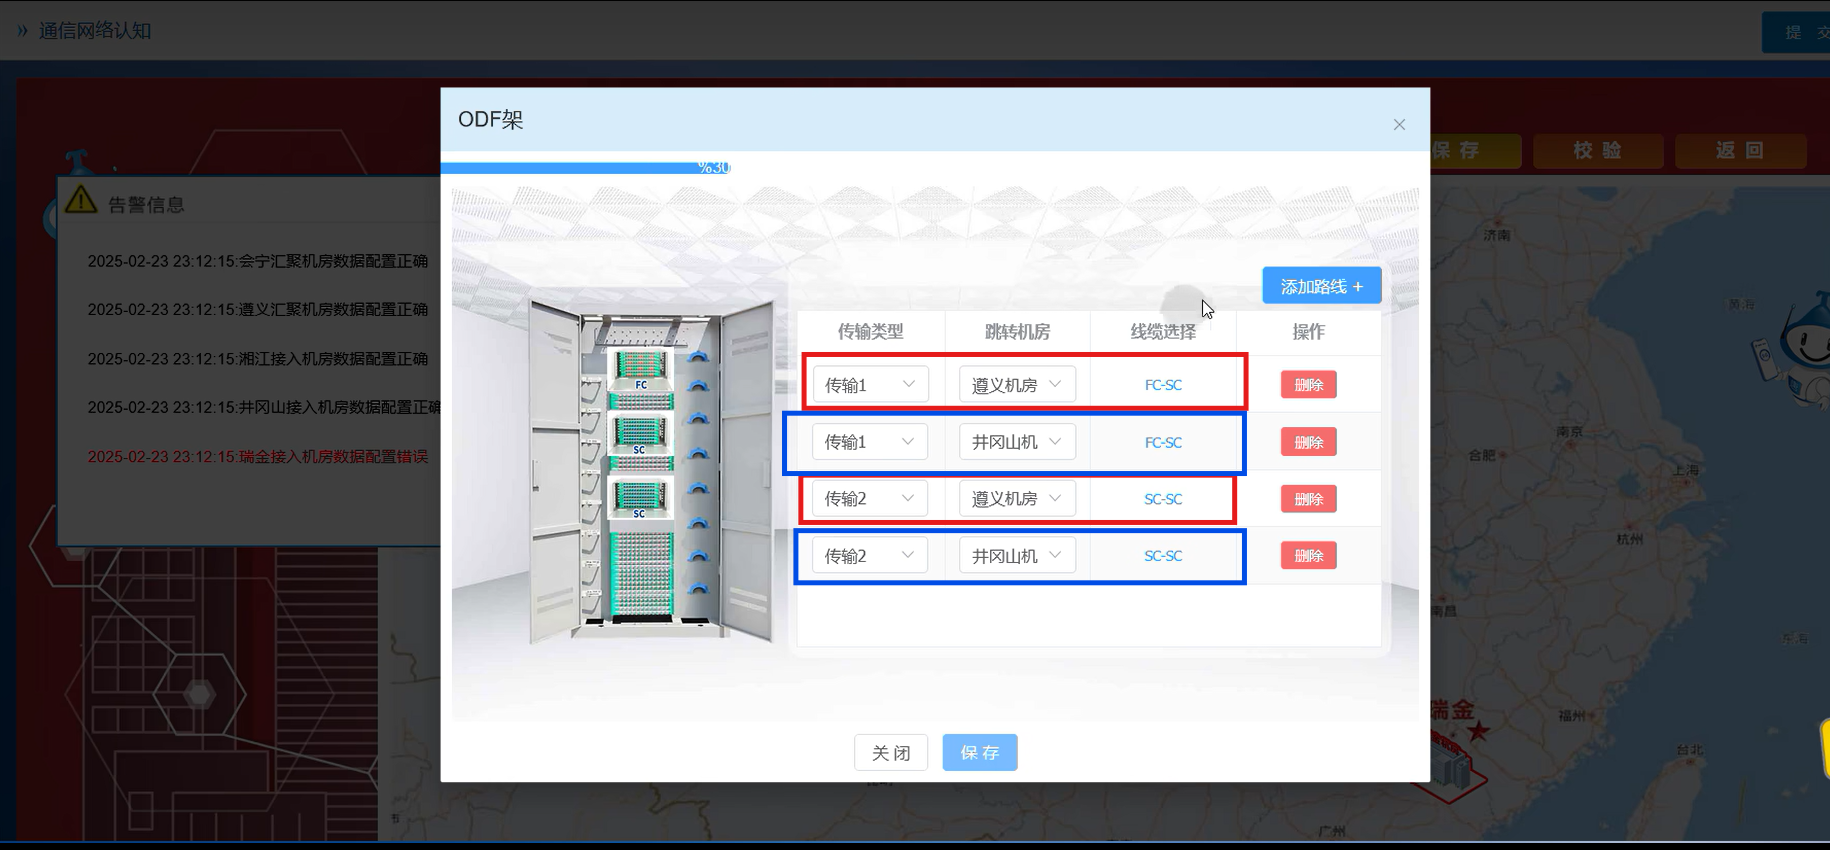 » 通信网络认知
提 交
ODF架
×
%30
保 存
校 验
返 回
告警信息
2025-02-23 23:12:15:会宁汇聚机房数据配置正确
2025-02-23 23:12:15:遵义汇聚机房数据配置正确
2025-02-23 23:12:15:湘江接入机房数据配置正确
2025-02-23 23:12:15:井冈山接入机房数据配置正确
2025-02-23 23:12:15:瑞金接入机房数据配置错误
添加路线 +
传输类型 跳转机房 线缆选择 操作
传输1 遵义机房 FC-SC 删除
传输1 井冈山机 FC-SC 删除
传输2 遵义机房 SC-SC 删除
传输2 井冈山机 SC-SC 删除
FC
SC
SC
关 闭
保 存
济南
黄海
南京
合肥
上海
杭州
南昌
东海
瑞金
福州
台北
广州